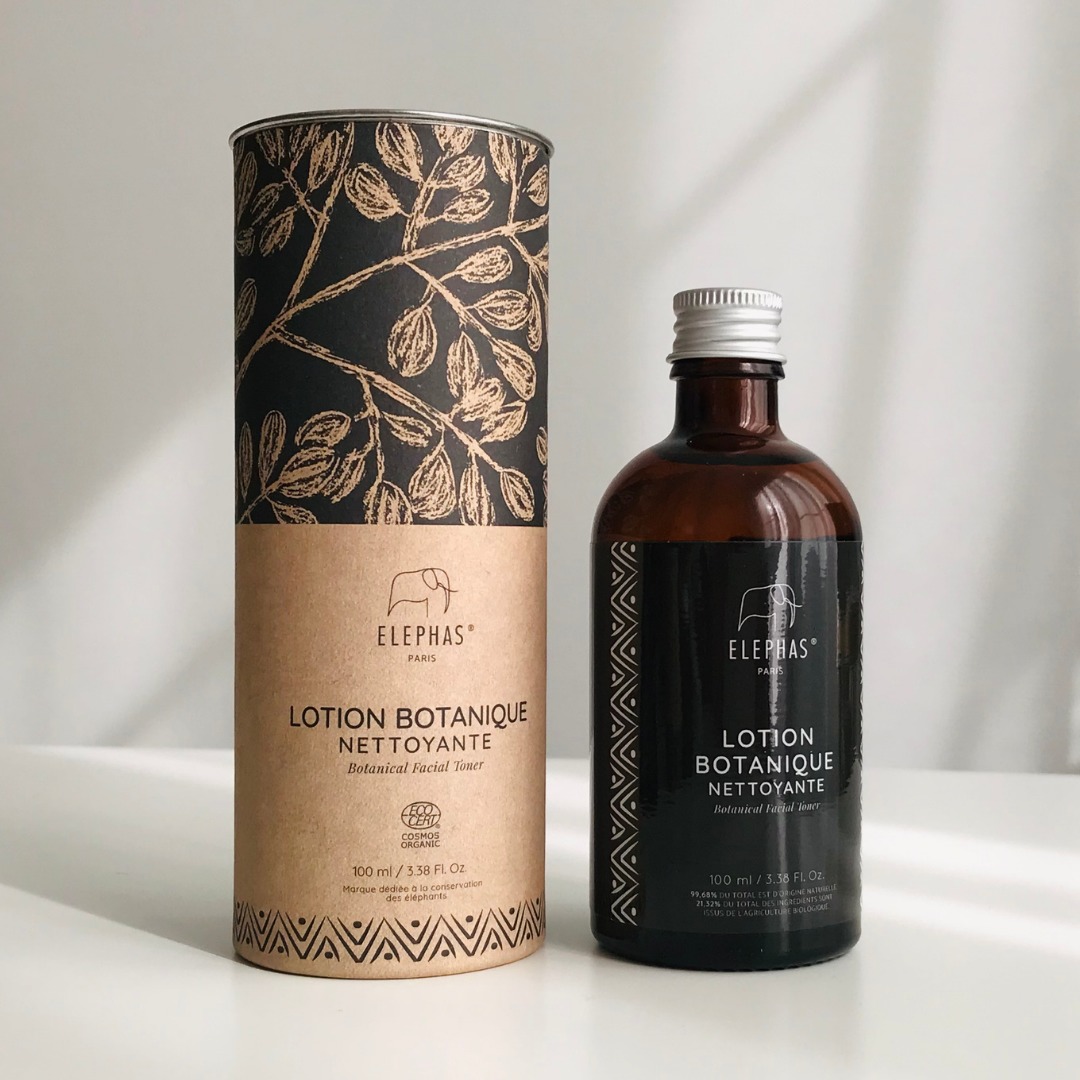 ELEPHAS®
PARIS
LOTION BOTANIQUE
NETTOYANTE
Botanical Facial Toner
ECO
CERT®
COSMOS
ORGANIC
100 ml / 3.38 Fl. Oz.
Marque dédiée à la conservation
des éléphants
ELEPHAS®
PARIS
LOTION
BOTANIQUE
NETTOYANTE
Botanical Facial Toner
100 ml / 3.38 Fl. Oz.
99,68% DU TOTAL EST D'ORIGINE NATURELLE
21,32% DU TOTAL DES INGRÉDIENTS SONT
ISSUS DE L'AGRICULTURE BIOLOGIQUE